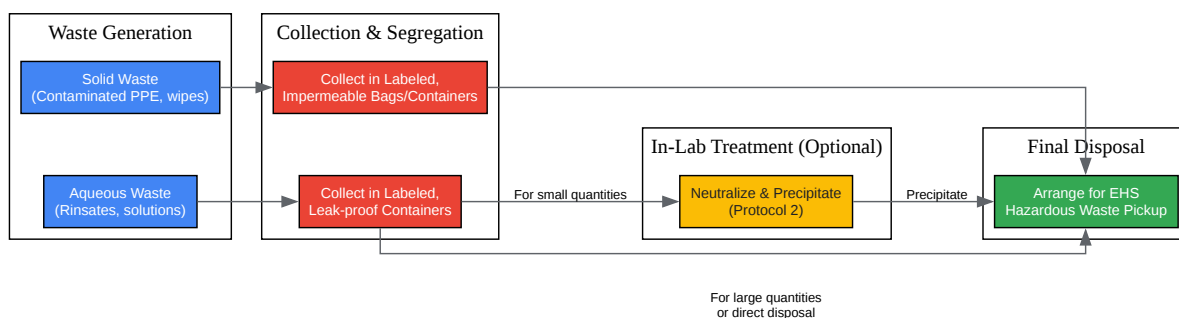 Waste Generation
Solid Waste
(Contaminated PPE, wipes)
Aqueous Waste
(Rinsates, solutions)
Collection & Segregation
Collect in Labeled,
Impermeable Bags/Containers
Collect in Labeled,
Leak-proof Containers
For small quantities
In-Lab Treatment (Optional)
Neutralize & Precipitate
(Protocol 2)
Precipitate
Final Disposal
Arrange for EHS
Hazardous Waste Pickup
For large quantities
or direct disposal